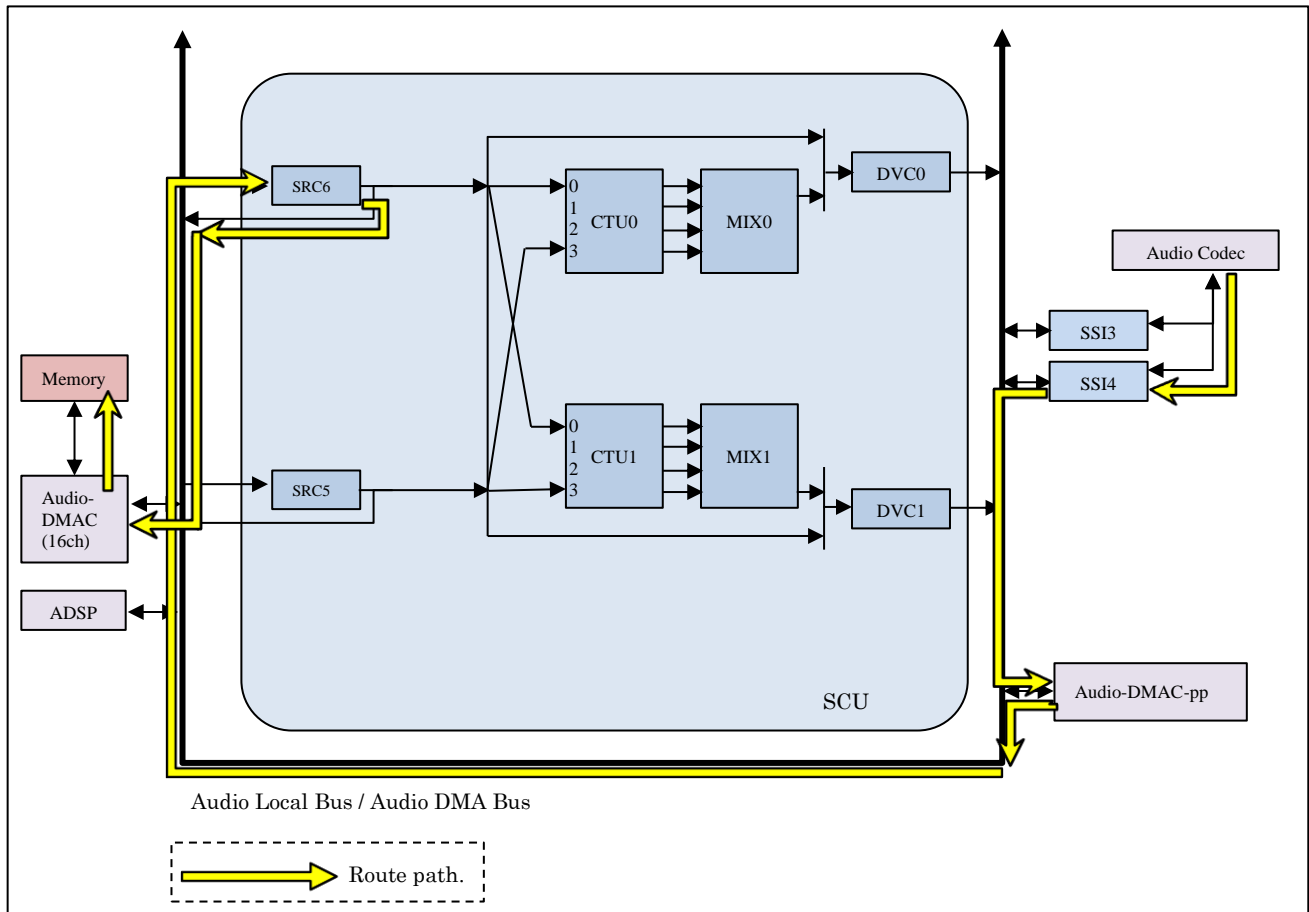 SRC6
0
1
2
3
CTU0
MIX0
DVC0
Audio Codec
SSI3
SSI4
Memory
Audio-
DMAC
(16ch)
SRC5
0
1
2
3
CTU1
MIX1
DVC1
ADSP
SCU
Audio-DMAC-pp
Audio Local Bus / Audio DMA Bus
Route path.